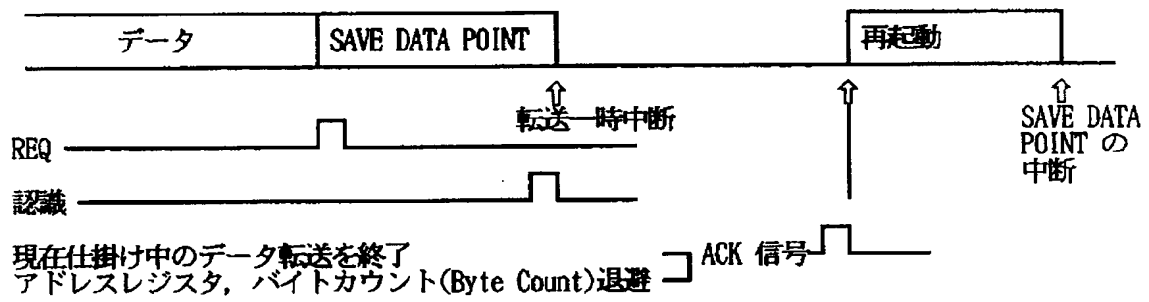 データ
SAVE DATA POINT
再起動
転送一時中断
SAVE DATA
POINT の
中断
REQ
認識
現在仕掛け中のデータ転送を終了
アドレスレジスタ，バイトカウント(Byte Count)退避
ACK 信号